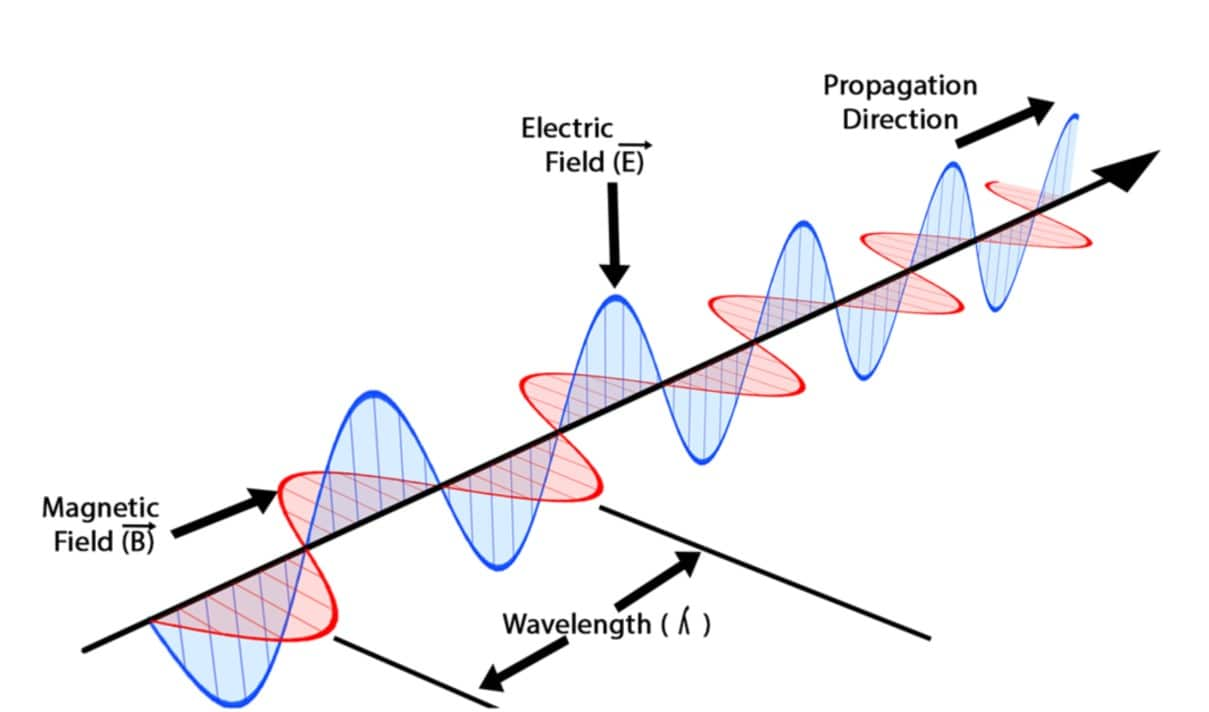 Propagation
Direction
Electric
Field (E)
Magnetic
Field (B)
Wavelength ( λ )